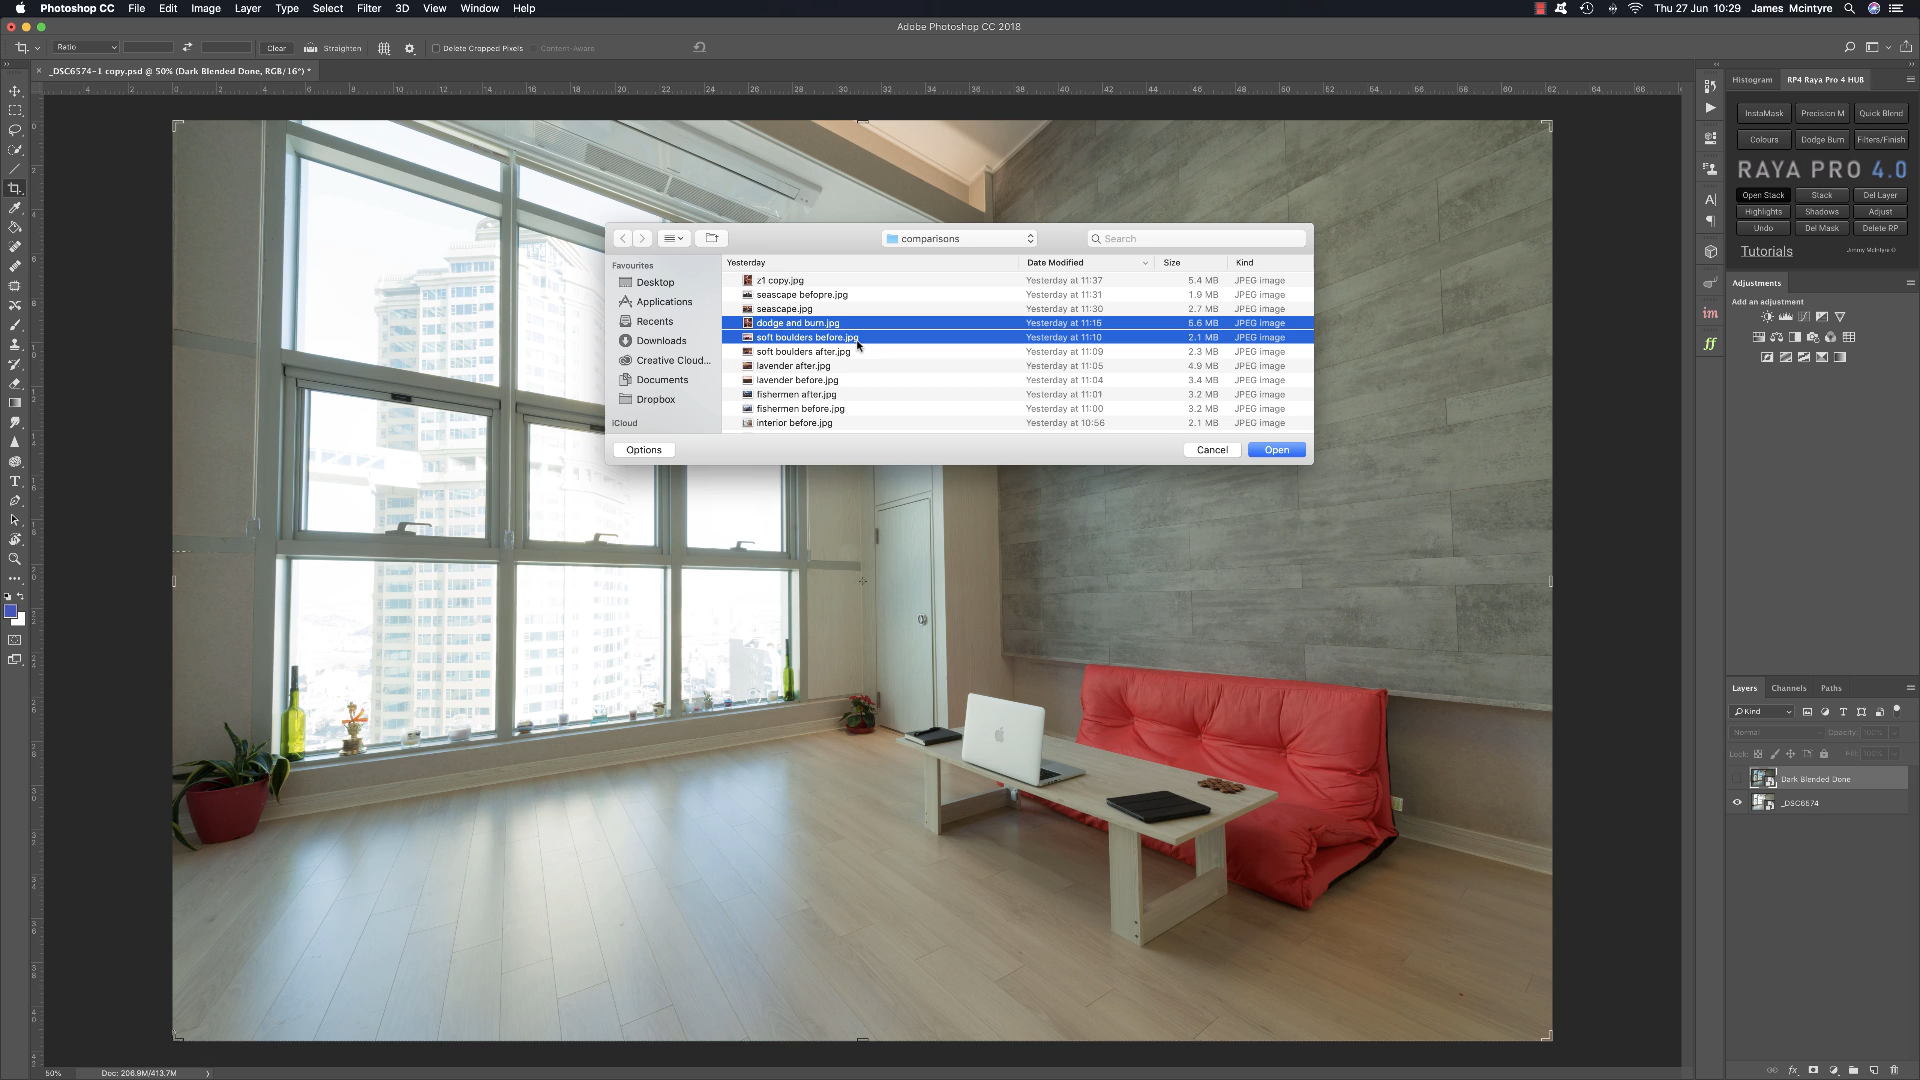 Photoshop CC File Edit Image Layer Type Select Filter 3D View Window Help Thu 27 Jun 10:29 James Mcintyre
Adobe Photoshop CC 2018
Ratio Clear Straighten Delete Cropped Pixels Content-Aware
_DSC6574-1 copy.psd @ 50% (Dark Blended Done, RGB/16*) *
Histogram RP4 Raya Pro 4 HUB
InstaMask Precision M Quick Blend
Colours Dodge Burn Filters/Finish
RAYA PRO 4.0
Open Stack Stack Del Layer
Highlights Shadows Adjust
Undo Del Mask Delete RP
Tutorials Jimmy McIntyre ©
Adjustments
Add an adjustment
comparisons Search
Favourites
Desktop
Applications
Recents
Downloads
Creative Cloud...
Documents
Dropbox
iCloud
Yesterday Date Modified Size Kind
z1 copy.jpg Yesterday at 11:37 5.4 MB JPEG image
seascape befopre.jpg Yesterday at 11:31 1.9 MB JPEG image
seascape.jpg Yesterday at 11:30 2.7 MB JPEG image
dodge and burn.jpg Yesterday at 11:15 5.6 MB JPEG image
soft boulders before.jpg Yesterday at 11:10 2.1 MB JPEG image
soft boulders after.jpg Yesterday at 11:09 2.3 MB JPEG image
lavender after.jpg Yesterday at 11:05 4.9 MB JPEG image
lavender before.jpg Yesterday at 11:04 3.4 MB JPEG image
fishermen after.jpg Yesterday at 11:01 3.2 MB JPEG image
fishermen before.jpg Yesterday at 11:00 3.2 MB JPEG image
interior before.jpg Yesterday at 10:56 2.1 MB JPEG image
Options Cancel Open
Layers Channels Paths
Kind
Normal Opacity: 100%
Lock: Fill: 100%
Dark Blended Done
_DSC6574
50% Doc: 206.9M/413.7M